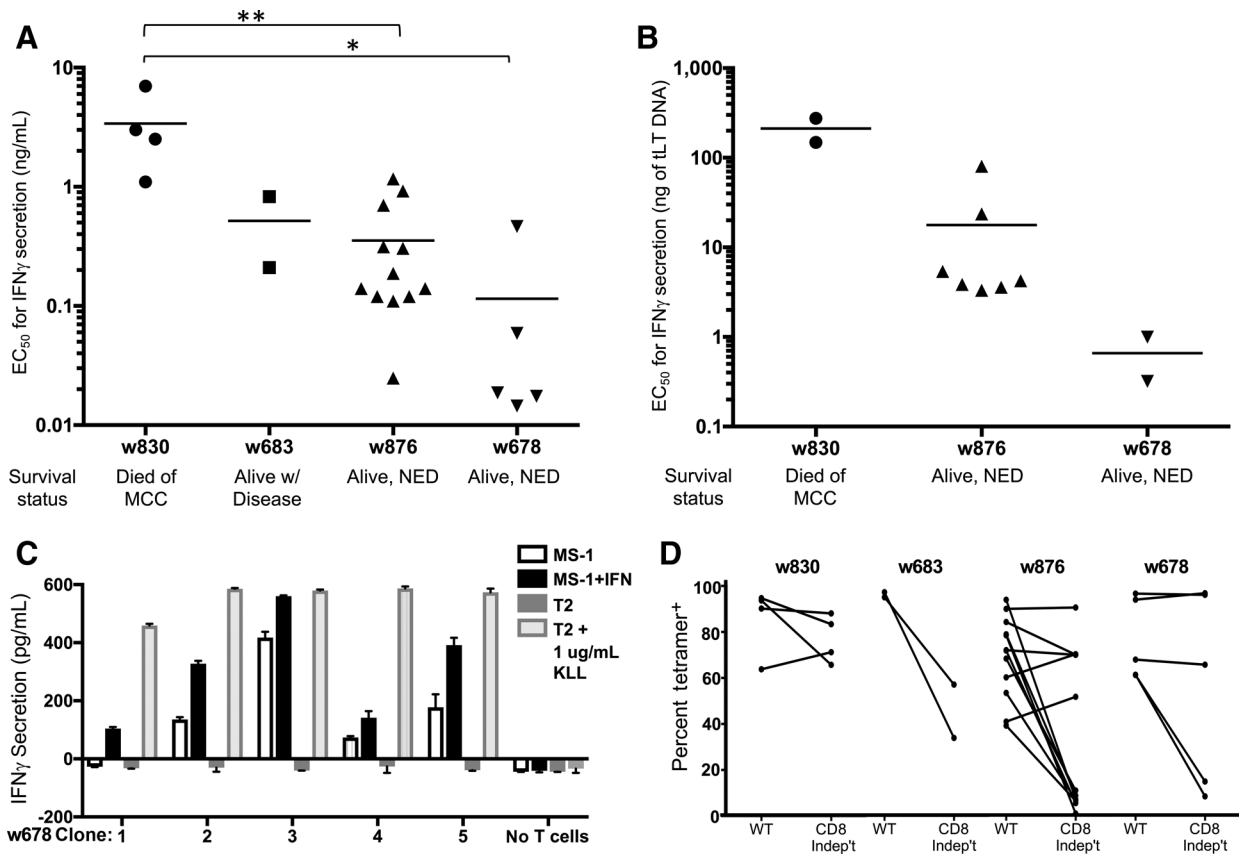 A
**
*
EC50 for IFNγ secretion (ng/mL)
10
1
0.1
0.01
w830 w683 w876 w678
Survival status
Died of MCC
Alive w/ Disease
Alive, NED
Alive, NED
B
EC50 for IFNγ secretion (ng of tLT DNA)
1,000
100
10
1
0.1
w830 w876 w678
Survival status
Died of MCC
Alive, NED
Alive, NED
C
IFNγ Secretion (pg/mL)
600
400
200
0
-200
MS-1
MS-1+IFN
T2
T2 +
1 ug/mL
KLL
w678 Clone: 1 2 3 4 5 No T cells
D
w830 w683 w876 w678
Percent tetramer+
100
80
60
40
20
0
WT CD8 Indep't WT CD8 Indep't WT CD8 Indep't WT CD8 Indep't